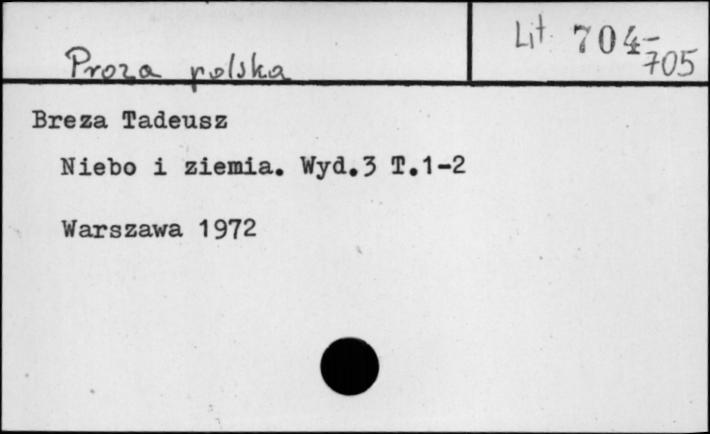 Proza polska
Lit 704-
705
Breza Tadeusz
Niebo i ziemia. Wyd.3 T.1-2
Warszawa 1972